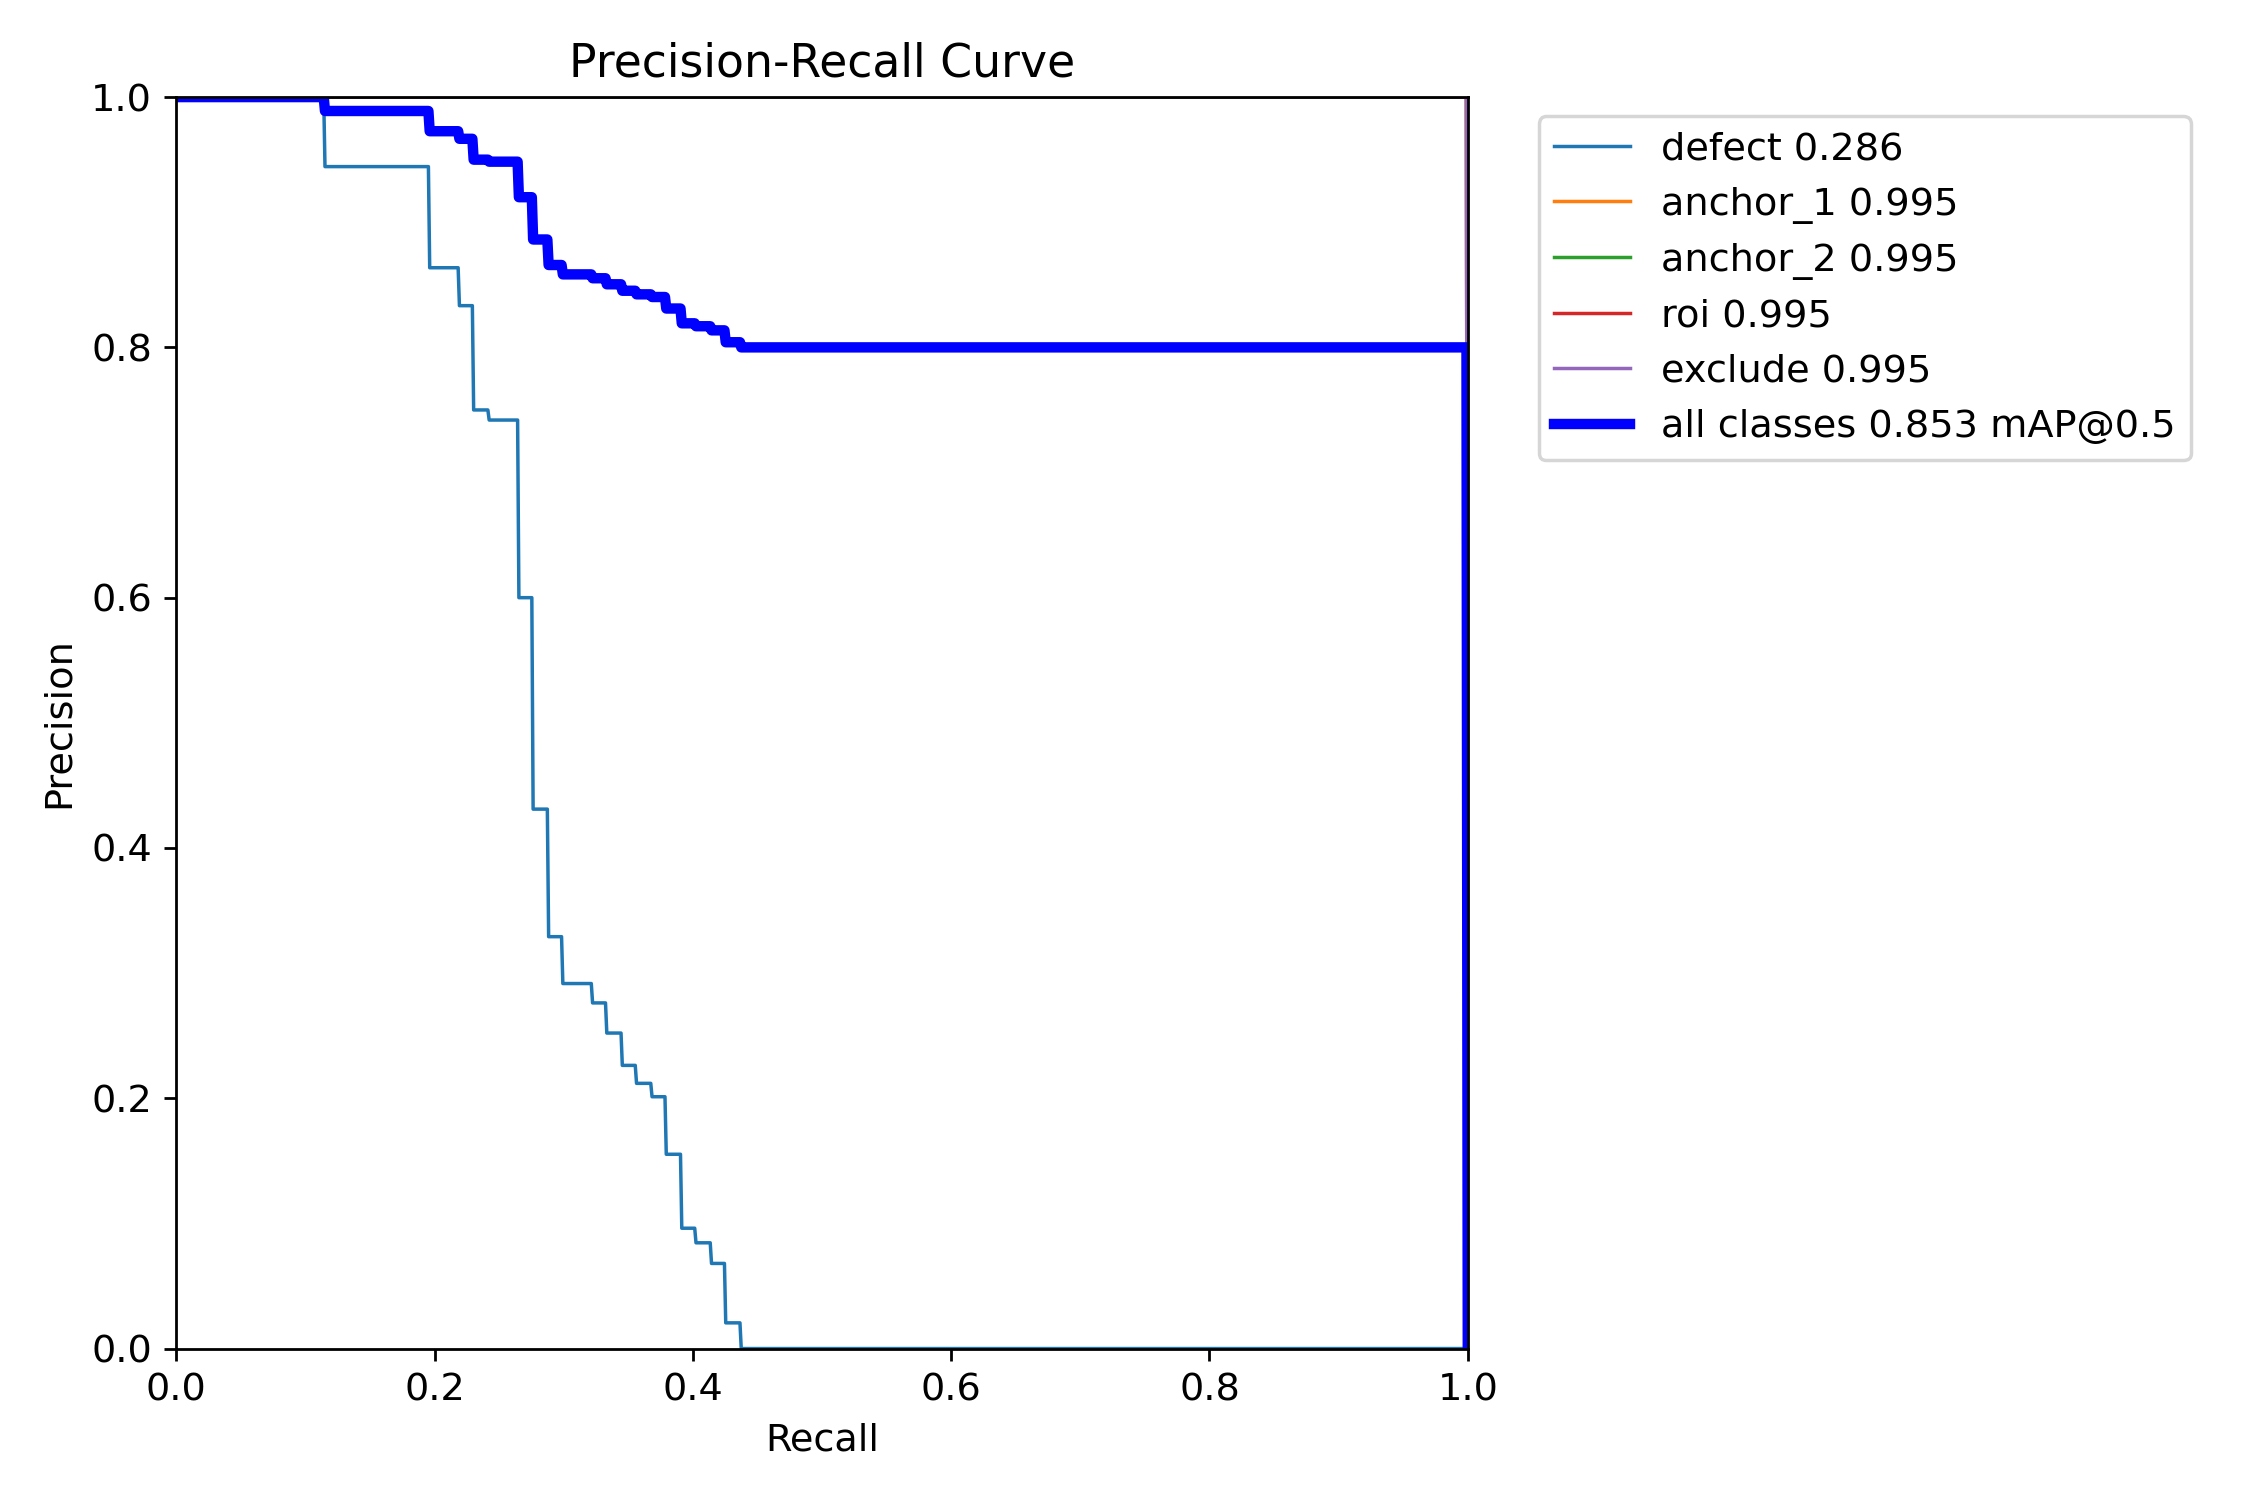 Precision-Recall Curve
1.0
0.8
0.6
0.4
0.2
0.0
Precision
0.0 0.2 0.4 0.6 0.8 1.0
Recall
defect 0.286
anchor_1 0.995
anchor_2 0.995
roi 0.995
exclude 0.995
all classes 0.853 mAP@0.5